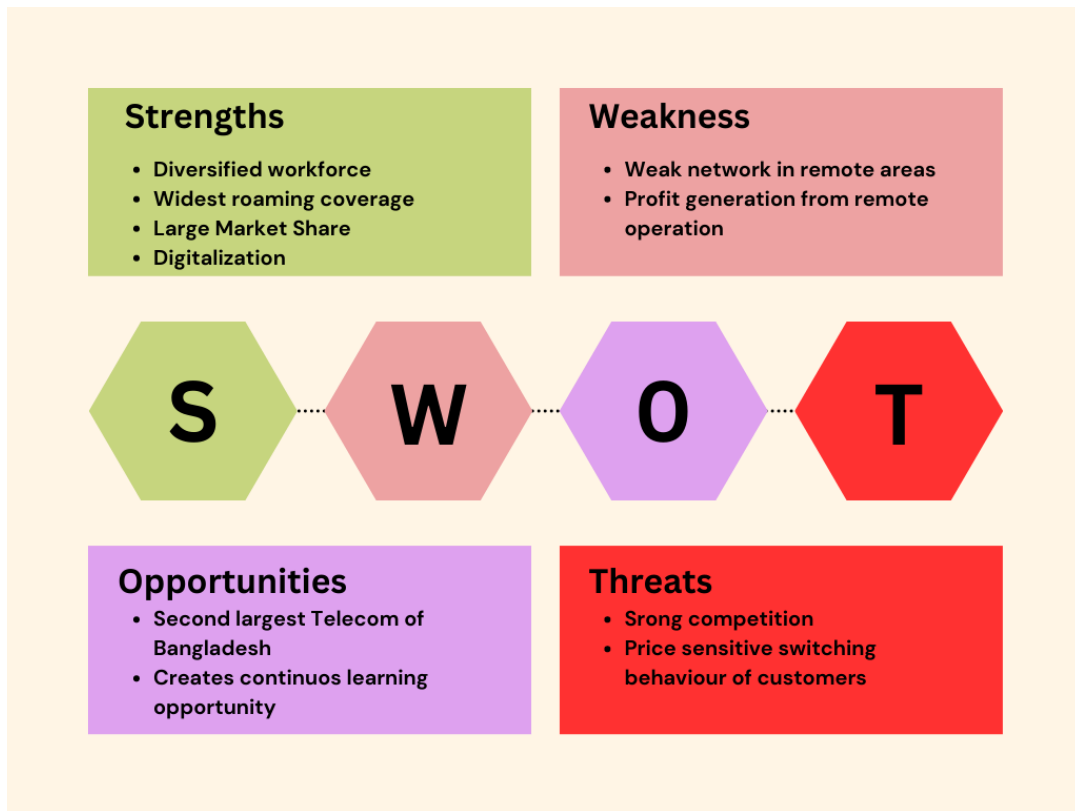 Strengths
• Diversified workforce
• Widest roaming coverage
• Large Market Share
• Digitalization
Weakness
• Weak network in remote areas
• Profit generation from remote
operation
S
W
O
T
Opportunities
• Second largest Telecom of
Bangladesh
• Creates continuos learning
opportunity
Threats
• Srong competition
• Price sensitive switching
behaviour of customers